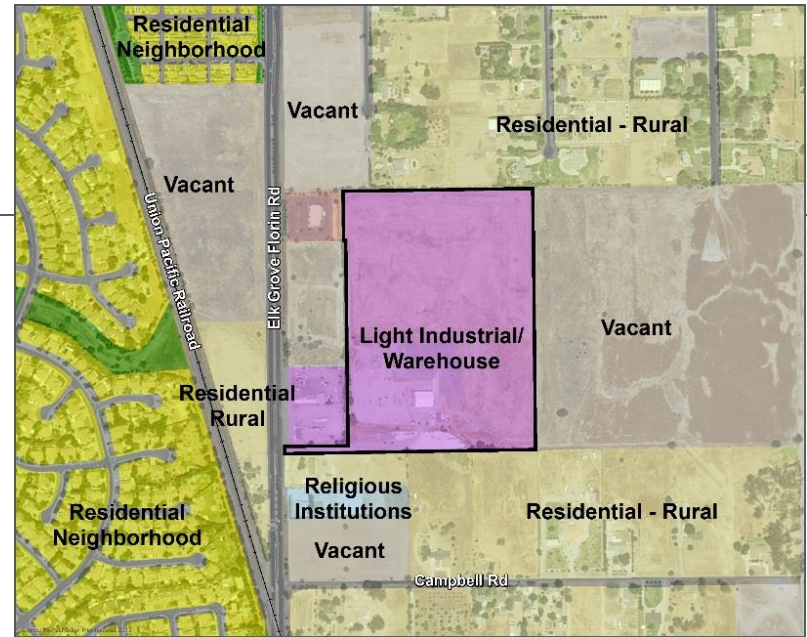 Residential
Neighborhood
Vacant
Residential - Rural
Vacant
Union Pacific Railroad
Elk Grove Florin Rd
Light Industrial/
Warehouse
Vacant
Residential
Rural
Religious
Institutions
Residential - Rural
Residential
Neighborhood
Vacant
Campbell Rd